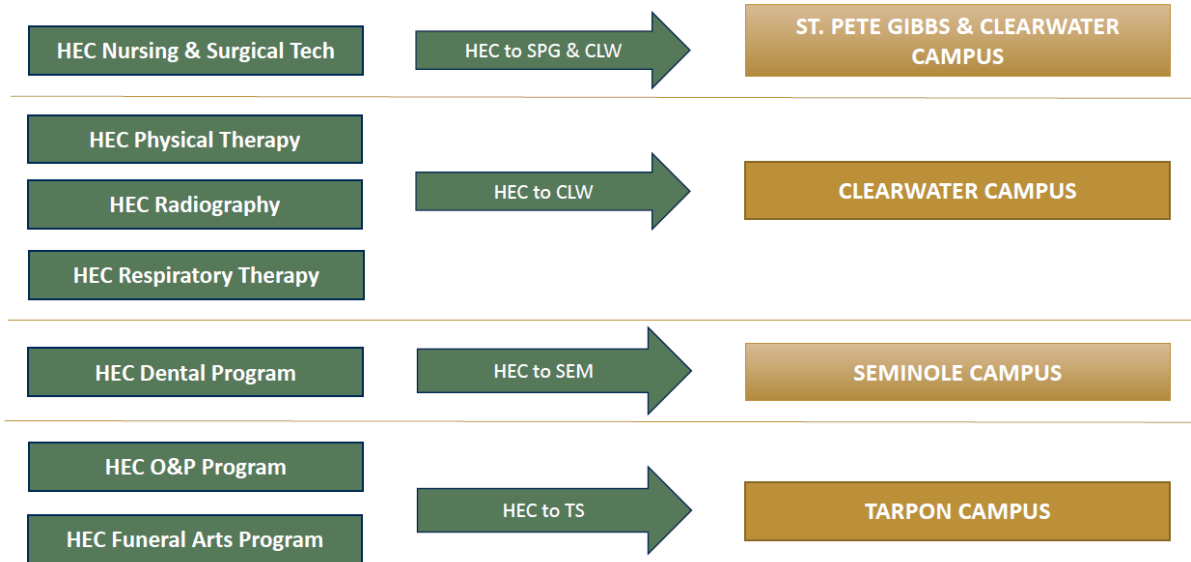 HEC Nursing & Surgical Tech
HEC to SPG & CLW
ST. PETE GIBBS & CLEARWATER
CAMPUS
HEC Physical Therapy
HEC Radiography
HEC Respiratory Therapy
HEC to CLW
CLEARWATER CAMPUS
HEC Dental Program
HEC to SEM
SEMINOLE CAMPUS
HEC O&P Program
HEC Funeral Arts Program
HEC to TS
TARPON CAMPUS